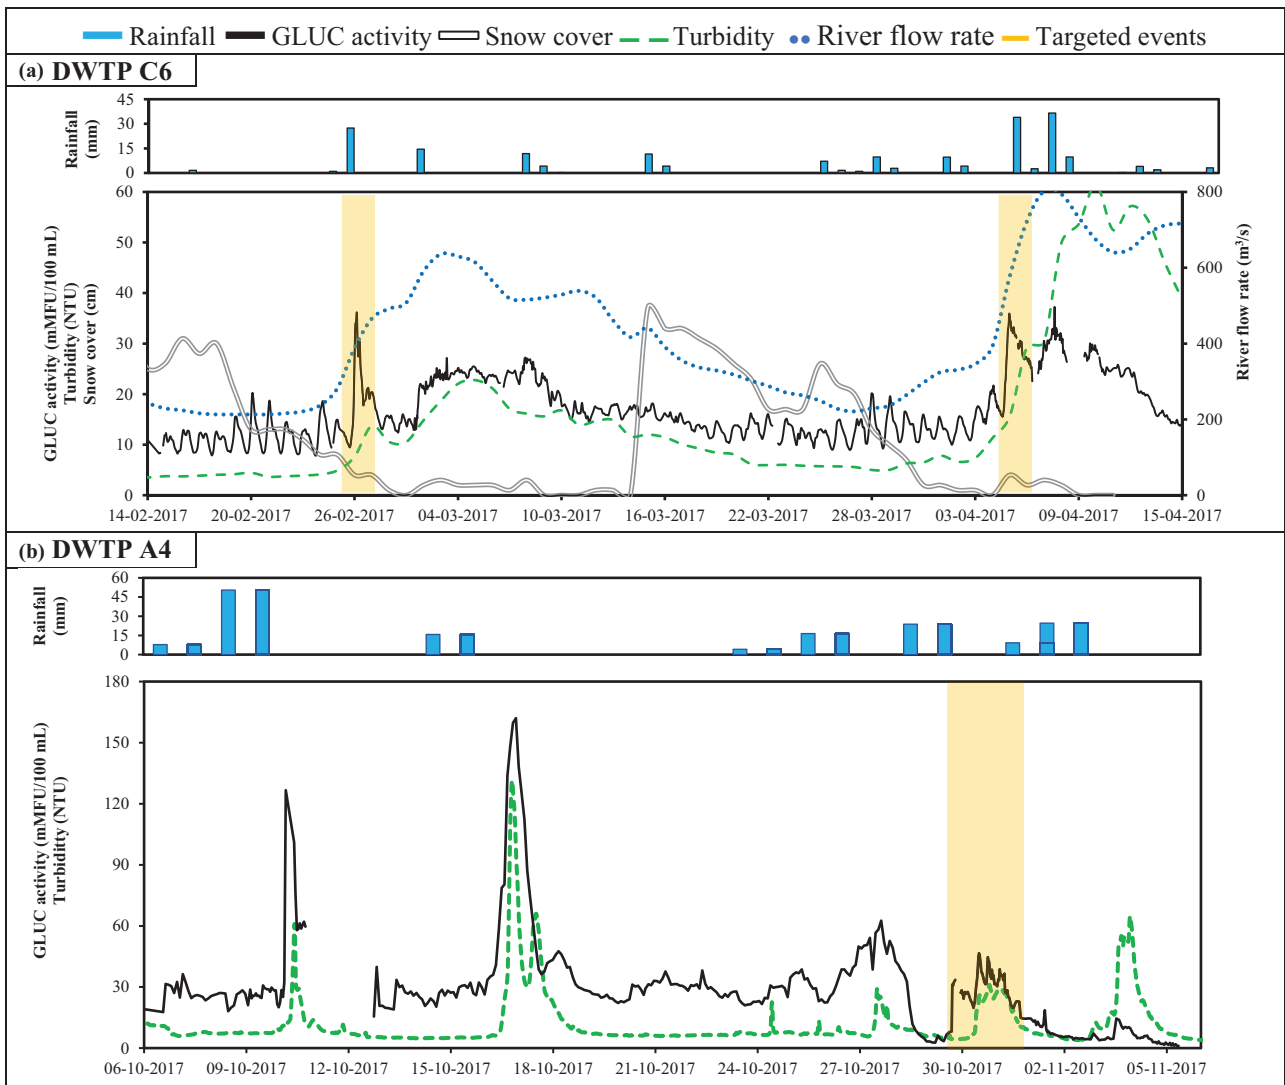 Rainfall GLUC activity Snow cover Turbidity River flow rate Targeted events
(a) DWTP C6
Rainfall
(mm)
45
30
15
0
GLUC activity (mMFU/100 mL)
Turbidity (NTU)
Snow cover (cm)
60
50
40
30
20
10
0
800
600
400
200
0
River flow rate (m³/s)
14-02-2017 20-02-2017 26-02-2017 04-03-2017 10-03-2017 16-03-2017 22-03-2017 28-03-2017 03-04-2017 09-04-2017 15-04-2017
(b) DWTP A4
Rainfall
(mm)
60
45
30
15
0
GLUC activity (mMFU/100 mL)
Turbiditty (NTU)
180
150
120
90
60
30
0
06-10-2017 09-10-2017 12-10-2017 15-10-2017 18-10-2017 21-10-2017 24-10-2017 27-10-2017 30-10-2017 02-11-2017 05-11-2017